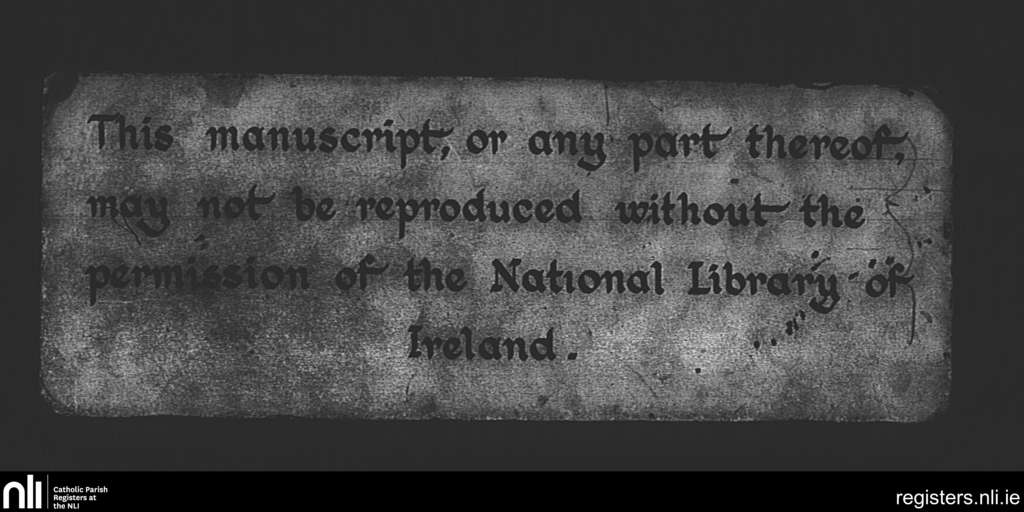 This manuscript, or any part thereof,
may not be reproduced without the
permission of the National Library of
Ireland.
nli
Catholic Parish
Registers at
the NLI
registers.nli.ie